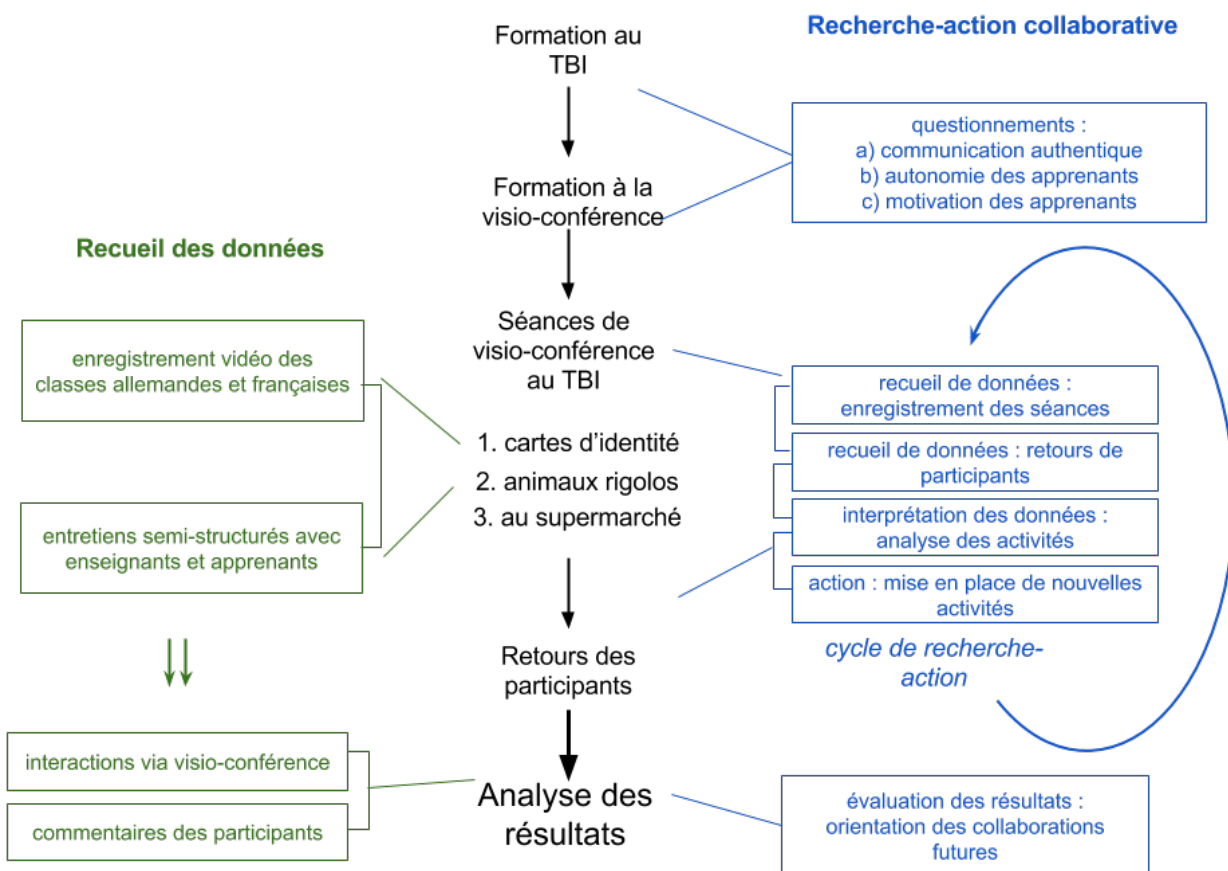 Formation au
TBI
Formation à la
visio-conférence
Séances de
visio-conférence
au TBI
1. cartes d'identité
2. animaux rigolos
3. au supermarché
Retours des
participants
Analyse des
résultats
Recueil des données
enregistrement vidéo des
classes allemandes et françaises
entretiens semi-structurés avec
enseignants et apprenants
interactions via visio-conférence
commentaires des participants
Recherche-action collaborative
questionnements :
a) communication authentique
b) autonomie des apprenants
c) motivation des apprenants
recueil de données :
enregistrement des séances
recueil de données : retours de
participants
interprétation des données :
analyse des activités
action : mise en place de nouvelles
activités
cycle de recherche-
action
évaluation des résultats :
orientation des collaborations
futures